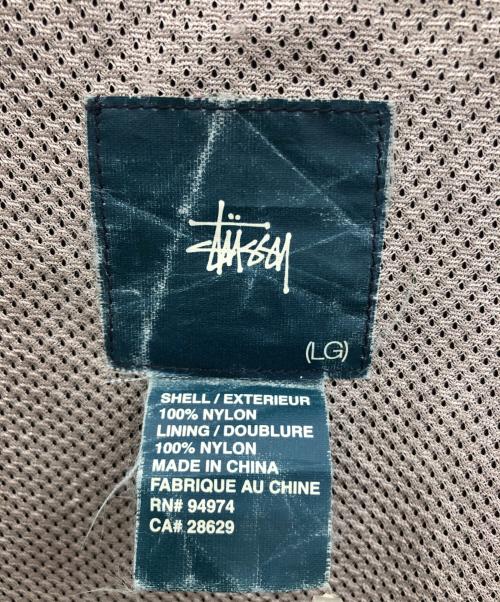 Stüssy
(LG)
SHELL / EXTERIEUR
100% NYLON
LINING / DOUBLURE
100% NYLON
MADE IN CHINA
FABRIQUE AU CHINE
RN# 94974
CA# 28629